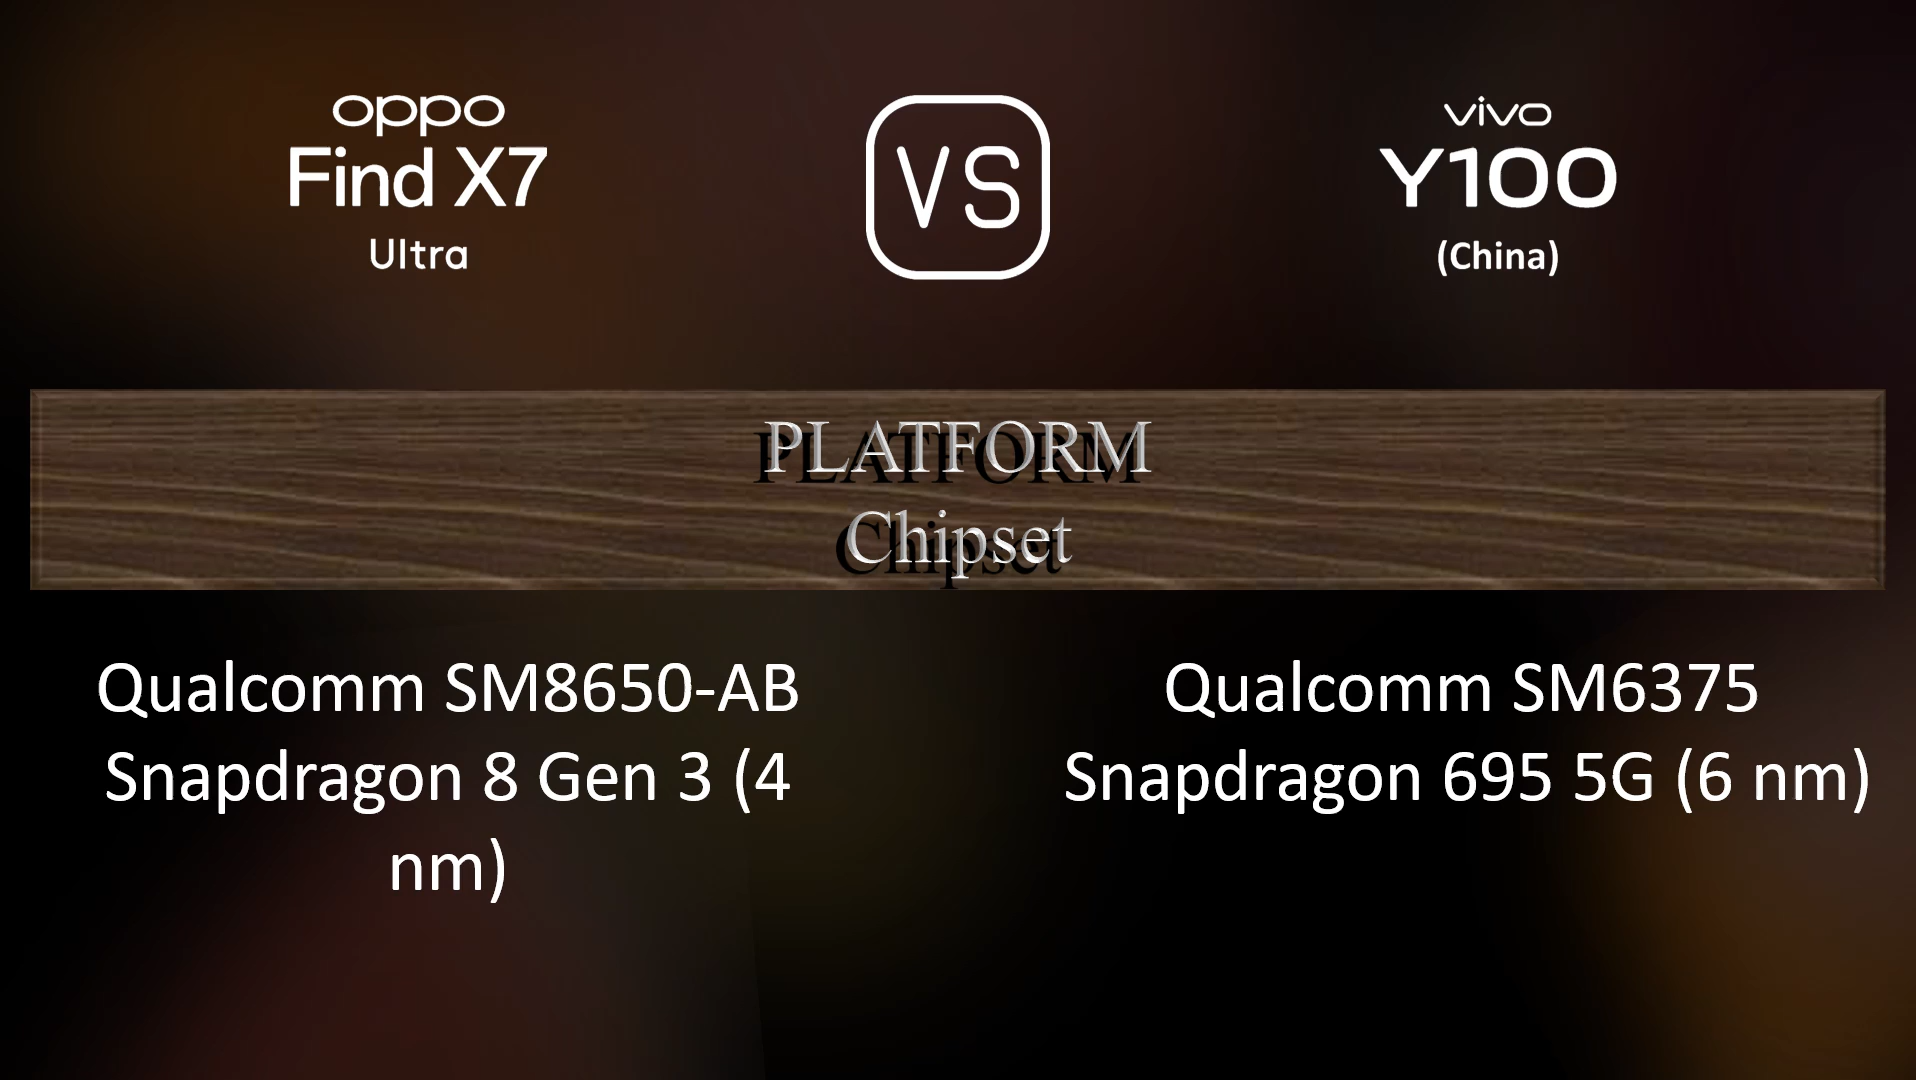 oppo
Find X7
Ultra
VS
vivo
Y100
(China)
PLATFORM
Chipset
Qualcomm SM8650-AB
Snapdragon 8 Gen 3 (4
nm)
Qualcomm SM6375
Snapdragon 695 5G (6 nm)